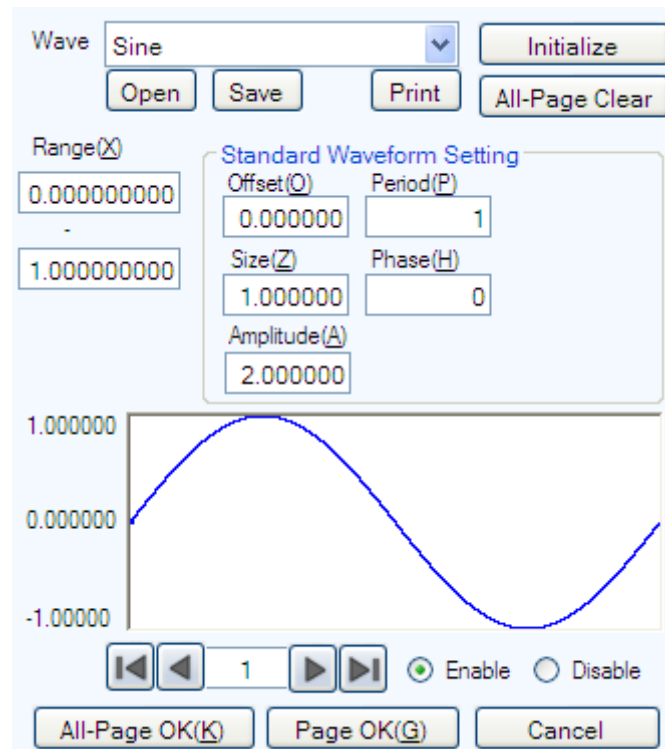 Wave Sine Initialize
Open Save Print All-Page Clear
Range(X) Standard Waveform Setting
Offset(O) Period(P)
0.000000000 0.000000 1
-
Size(Z) Phase(H)
1.000000000 1.000000 0
Amplitude(A)
2.000000
1.000000
0.000000
-1.00000
1 Enable Disable
All-Page OK(K) Page OK(G) Cancel